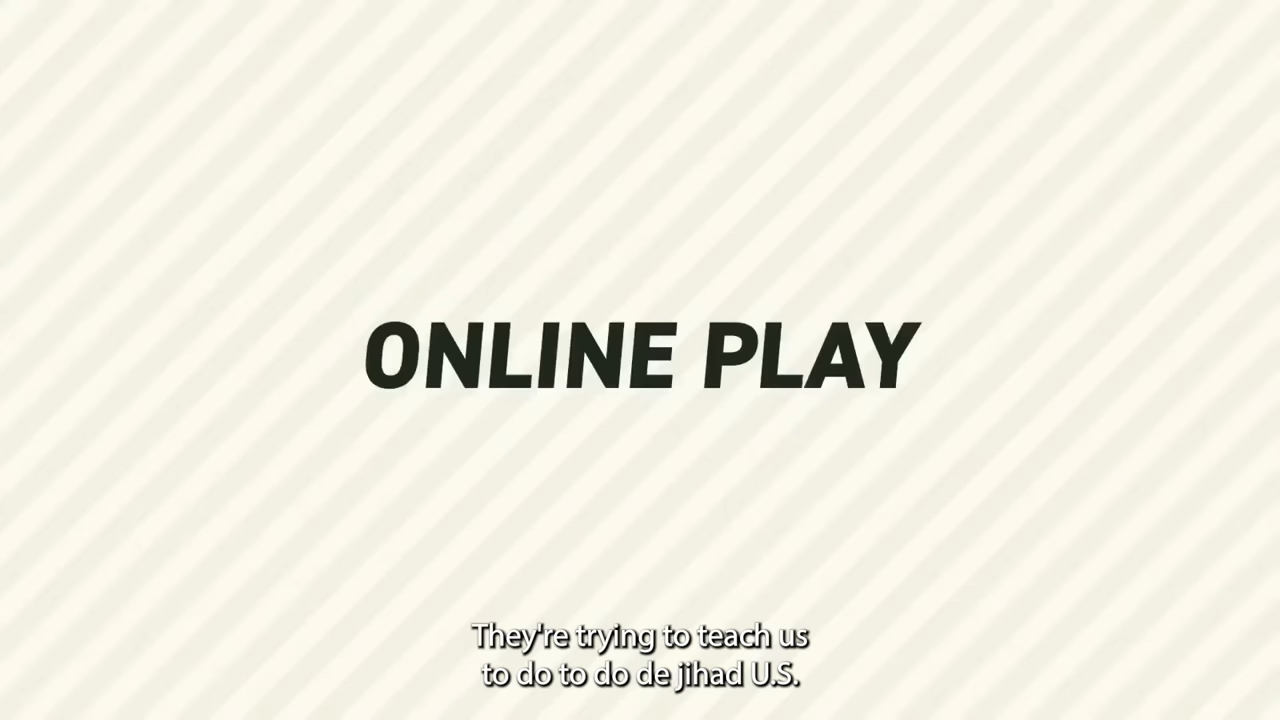 ONLINE PLAY
They're trying to teach us
to do to do de jihad U.S.